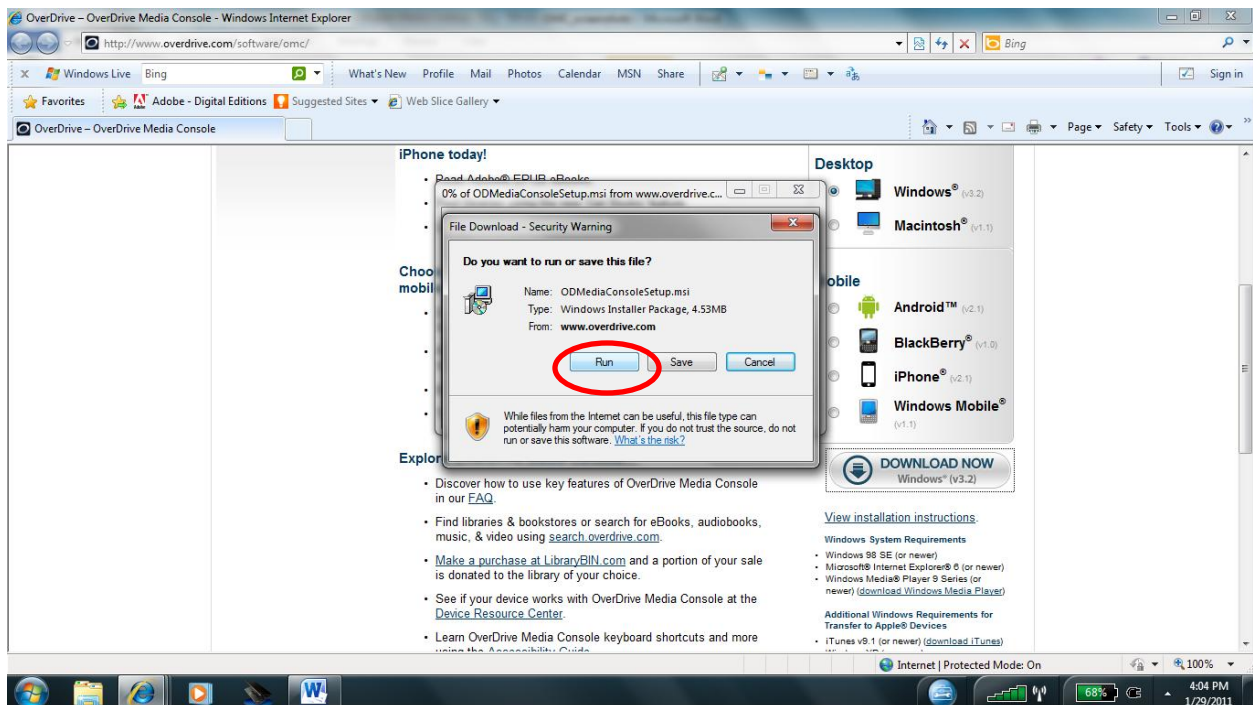 OverDrive – OverDrive Media Console - Windows Internet Explorer
http://www.overdrive.com/software/omc/
Bing
x Windows Live Bing What's New Profile Mail Photos Calendar MSN Share Sign in
Favorites Adobe - Digital Editions Suggested Sites Web Slice Gallery
OverDrive – OverDrive Media Console Page Safety Tools »
iPhone today!
Read Adobe® EPUB eBooks
0% of ODMediaConsoleSetup.msi from www.overdrive.c...
File Download - Security Warning
Do you want to run or save this file?
Name: ODMediaConsoleSetup.msi
Type: Windows Installer Package, 4.53MB
From: www.overdrive.com
Run Save Cancel
While files from the Internet can be useful, this file type can
potentially harm your computer. If you do not trust the source, do not
run or save this software. What's the risk?
Choo
mobil
Explor
• Discover how to use key features of OverDrive Media Console
in our FAQ.
• Find libraries & bookstores or search for eBooks, audiobooks,
music, & video using search.overdrive.com.
• Make a purchase at LibraryBIN.com and a portion of your sale
is donated to the library of your choice.
• See if your device works with OverDrive Media Console at the
Device Resource Center.
• Learn OverDrive Media Console keyboard shortcuts and more
using the Accessibility Guide
Desktop
Windows® (v3.2)
Macintosh® (v1.1)
obile
Android™ (v2.1)
BlackBerry® (v1.0)
iPhone® (v2.1)
Windows Mobile®
(v1.1)
DOWNLOAD NOW
Windows® (v3.2)
View installation instructions.
Windows System Requirements
• Windows 98 SE (or newer)
• Microsoft® Internet Explorer® 6 (or newer)
• Windows Media® Player 9 Series (or
newer) (download Windows Media Player)
Additional Windows Requirements for
Transfer to Apple® Devices
• iTunes v9.1 (or newer) (download iTunes)
Internet | Protected Mode: On 100%
68%
4:04 PM
1/29/2011